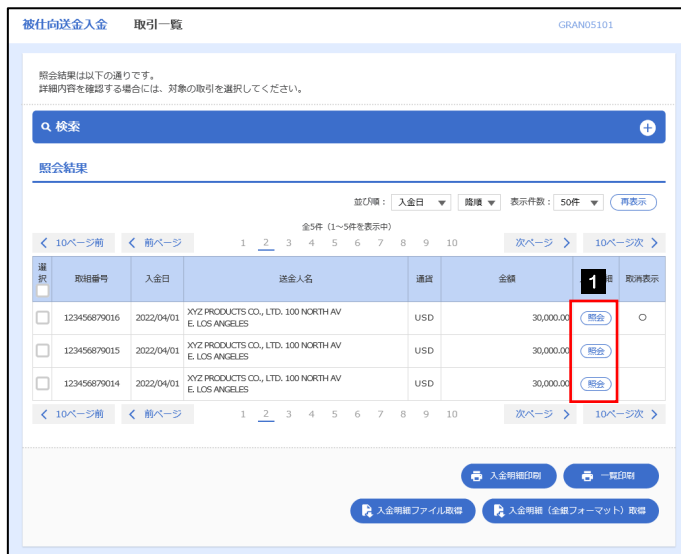 被仕向送金入金 取引一覧 GRAN05101
照会結果は以下の通りです。
詳細内容を確認する場合には、対象の取引を選択してください。
検索
照会結果
並び順： 入金日 ▼ 降順 ▼ 表示件数： 50件 ▼ 再表示
全5件（1～5件を表示中）
10ページ前 前ページ 1 2 3 4 5 6 7 8 9 10 次ページ 10ページ次
選択 取組番号 入金日 送金人名 通貨 金額 1 細 取消表示
123456879016 2022/04/01 XYZ PRODUCTS CO., LTD. 100 NORTH AV
E. LOS ANGELES USD 30,000.00 照会 ○
123456879015 2022/04/01 XYZ PRODUCTS CO., LTD. 100 NORTH AV
E. LOS ANGELES USD 30,000.00 照会
123456879014 2022/04/01 XYZ PRODUCTS CO., LTD. 100 NORTH AV
E. LOS ANGELES USD 30,000.00 照会
10ページ前 前ページ 1 2 3 4 5 6 7 8 9 10 次ページ 10ページ次
入金明細印刷 一覧印刷
入金明細ファイル取得 入金明細（全銀フォーマット）取得